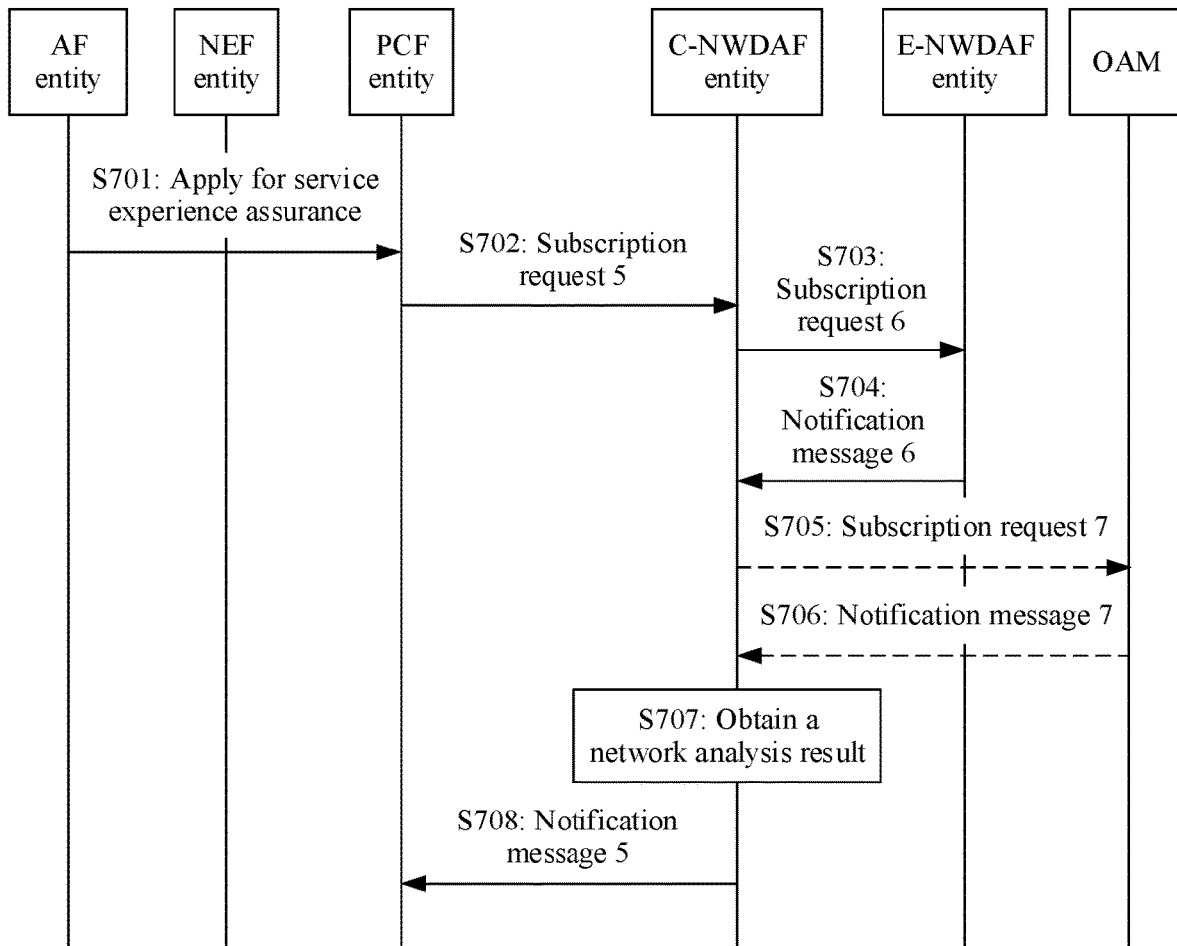 AF
entity
NEF
entity
PCF
entity
C-NWDAF
entity
E-NWDAF
entity
OAM
S701: Apply for service
experience assurance
S702: Subscription
request 5
S703:
Subscription
request 6
S704:
Notification
message 6
S705: Subscription request 7
S706: Notification message 7
S707: Obtain a
network analysis result
S708: Notification
message 5